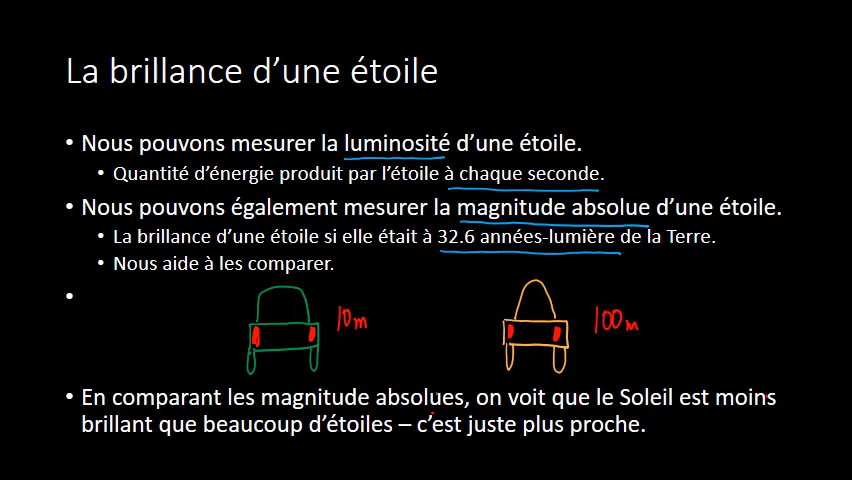 La brillance d’une étoile
• Nous pouvons mesurer la luminosité d’une étoile.
• Quantité d’énergie produit par l’étoile à chaque seconde.
• Nous pouvons également mesurer la magnitude absolue d’une étoile.
• La brillance d’une étoile si elle était à 32.6 années-lumière de la Terre.
• Nous aide à les comparer.
•
10m 100m
• En comparant les magnitude absolues, on voit que le Soleil est moins
brillant que beaucoup d’étoiles – c’est juste plus proche.